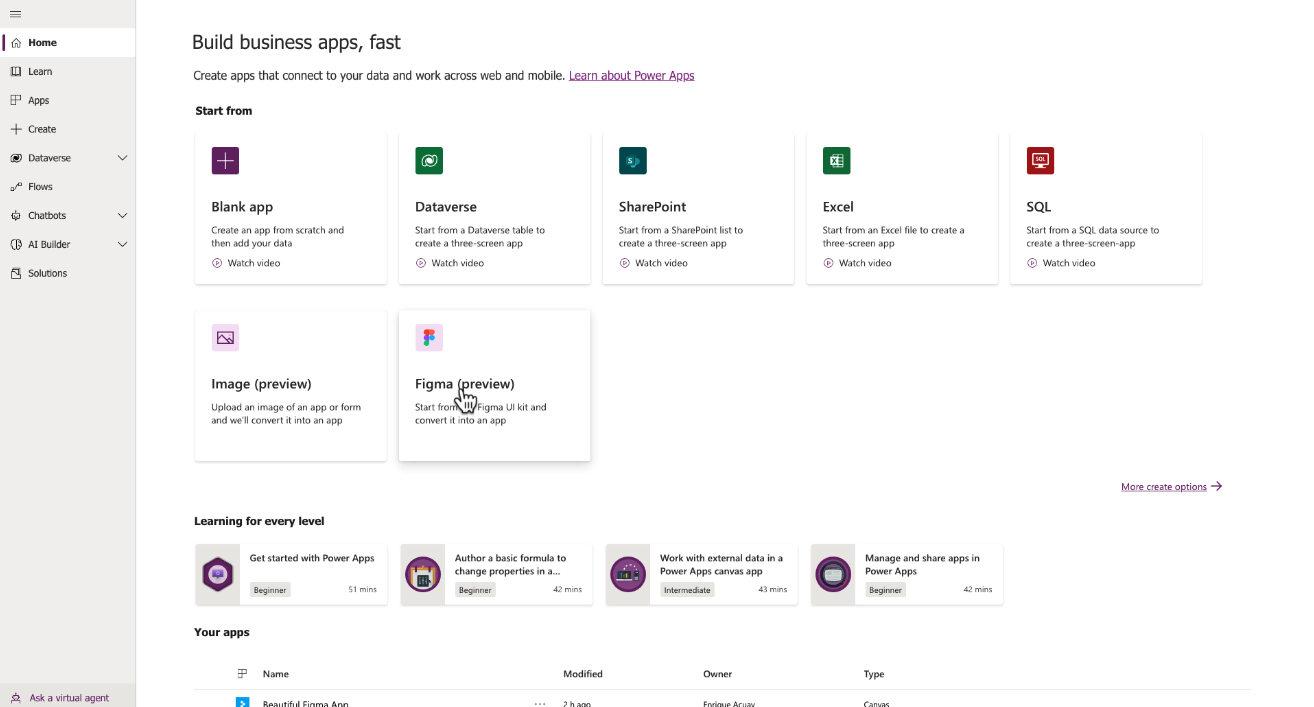 Home
Learn
Apps
Create
Dataverse
Flows
Chatbots
AI Builder
Solutions
Ask a virtual agent
Build business apps, fast
Create apps that connect to your data and work across web and mobile. Learn about Power Apps
Start from
Blank app
Create an app from scratch and
then add your data
Watch video
Dataverse
Start from a Dataverse table to
create a three-screen app
Watch video
S
SharePoint
Start from a SharePoint list to
create a three-screen app
Watch video
X
Excel
Start from an Excel file to create a
three-screen app
Watch video
SQL
SQL
Start from a SQL data source to
create a three-screen-app
Watch video
Image (preview)
Upload an image of an app or form
and we'll convert it into an app
Figma (preview)
Start from Figma UI kit and
convert it into an app
More create options
Learning for every level
Get started with Power Apps
Beginner 51 mins
Author a basic formula to
change properties in a...
Beginner 42 mins
Work with external data in a
Power Apps canvas app
Intermediate 43 mins
Manage and share apps in
Power Apps
Beginner 42 mins
Your apps
Name Modified Owner Type
Beautiful Figma App ... 2 h ago Enrique Acuay Canvas